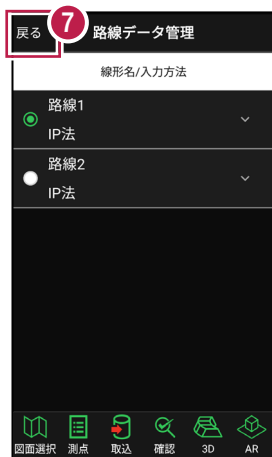 戻る 7 路線データ管理
線形名/入力方法
路線1
IP法
路線2
IP法
図面選択 測点 取込 確認 3D AR